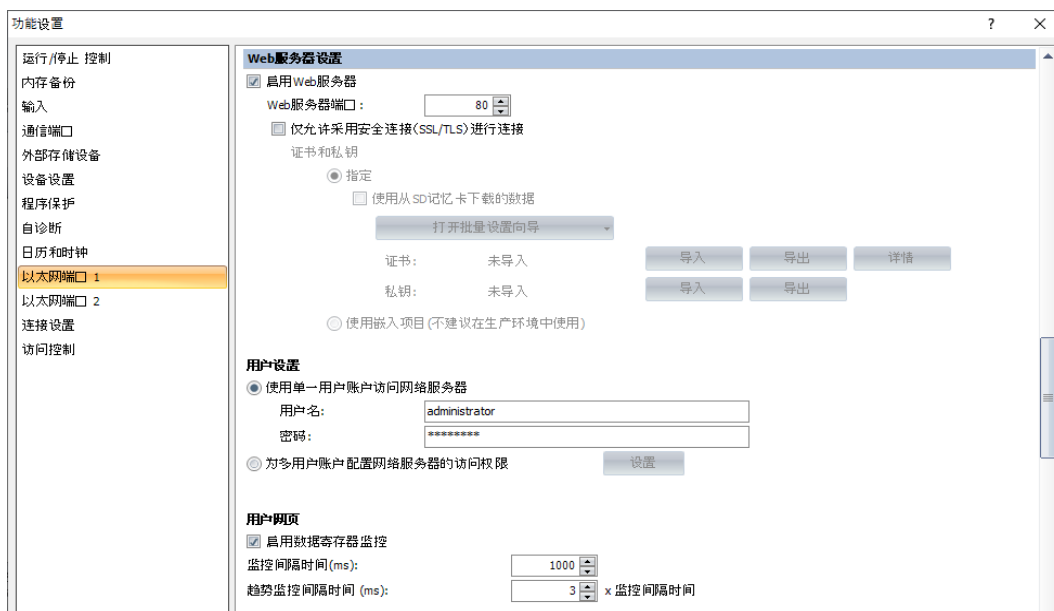 功能设置
?
运行/停止 控制
内存备份
输入
通信端口
外部存储设备
设备设置
程序保护
自诊断
日历和时钟
以太网端口 1
以太网端口 2
连接设置
访问控制
Web服务器设置
启用Web服务器
Web服务器端口: 80
仅允许采用安全连接(SSL/TLS)进行连接
证书和私钥
指定
使用从SD记忆卡下载的数据
打开批量设置向导
证书: 未导入 导入 导出 详情
私钥: 未导入 导入 导出
使用嵌入项目(不建议在生产环境中使用)
用户设置
使用单一用户账户访问网络服务器
用户名: administrator
密码: ********
为多用户账户配置网络服务器的访问权限 设置
用户网页
启用数据寄存器监控
监控间隔时间(ms): 1000
趋势监控间隔时间 (ms): 3 x 监控间隔时间